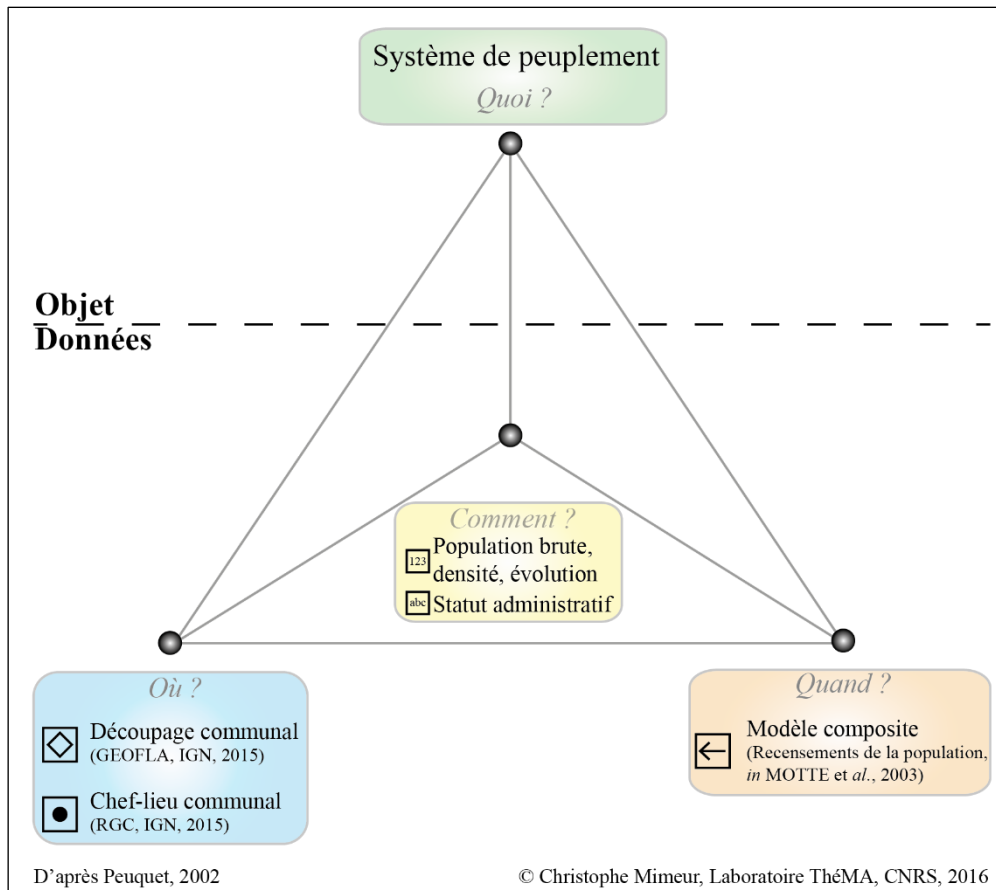 Système de peuplement
Quoi ?
Objet
Données
Comment ?
123 Population brute,
densité, évolution
abc Statut administratif
Où ?
Découpage communal
(GEOFLA, IGN, 2015)
Chef-lieu communal
(RGC, IGN, 2015)
Quand ?
Modèle composite
(Recensements de la population,
in MOTTE et al., 2003)
D'après Peuquet, 2002
© Christophe Mimeur, Laboratoire ThéMA, CNRS, 2016